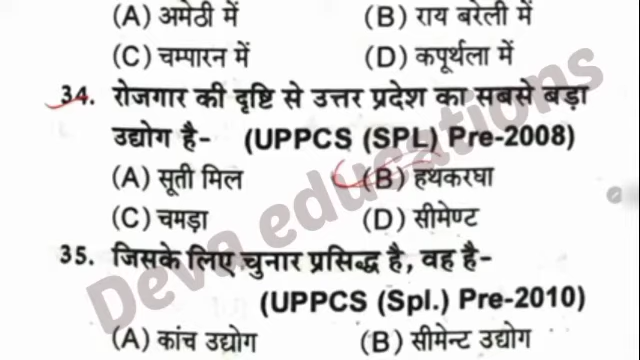 (A) अमेठी में (B) राय बरेली में
(C) चम्पारन में (D) कपूर्थला में
34. रोजगार की दृष्टि से उत्तर प्रदेश का सबसे बड़ा
उद्योग है- (UPPCS (SPL) Pre-2008)
(A) सूती मिल (B) हथकरघा
(C) चमड़ा (D) सीमेण्ट
35. जिसके लिए चुनार प्रसिद्ध है, वह है-
(UPPCS (Spl.) Pre-2010)
(A) कांच उद्योग (B) सीमेन्ट उद्योग
Deva educations